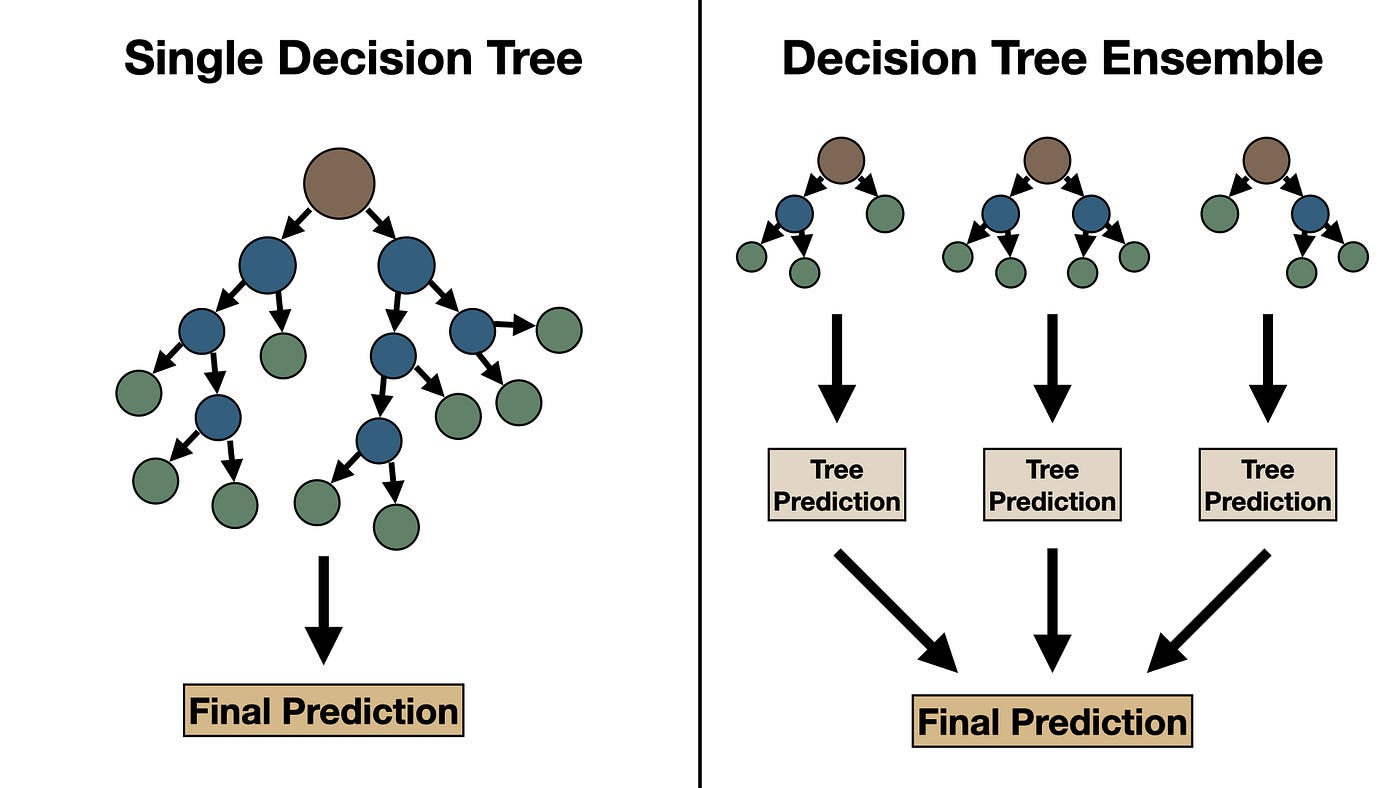 Single Decision Tree
Final Prediction
Decision Tree Ensemble
Tree
Prediction
Tree
Prediction
Tree
Prediction
Final Prediction